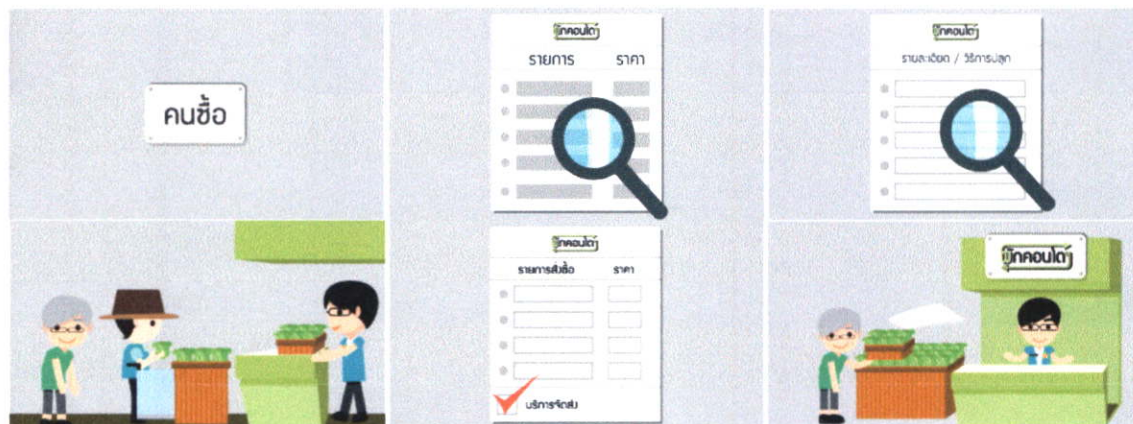 คนซื้อ
ผักคอนโด
รายการ ราคา
ผักคอนโด
รายละเอียด / วิธีการปลูก
ผักคอนโด
รายการสั่งซื้อ ราคา
บริการจัดส่ง
ผักคอนโด